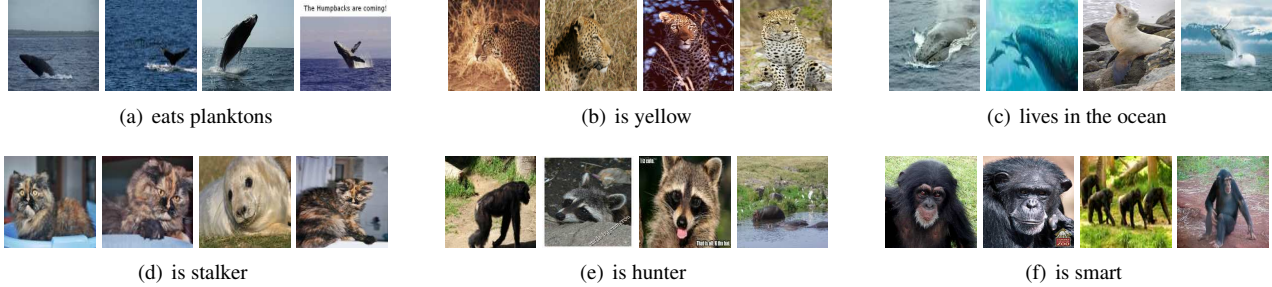 The Humpbacks are coming!
(a) eats planktons
(b) is yellow
(c) lives in the ocean
(d) is stalker
(e) is hunter
(f) is smart